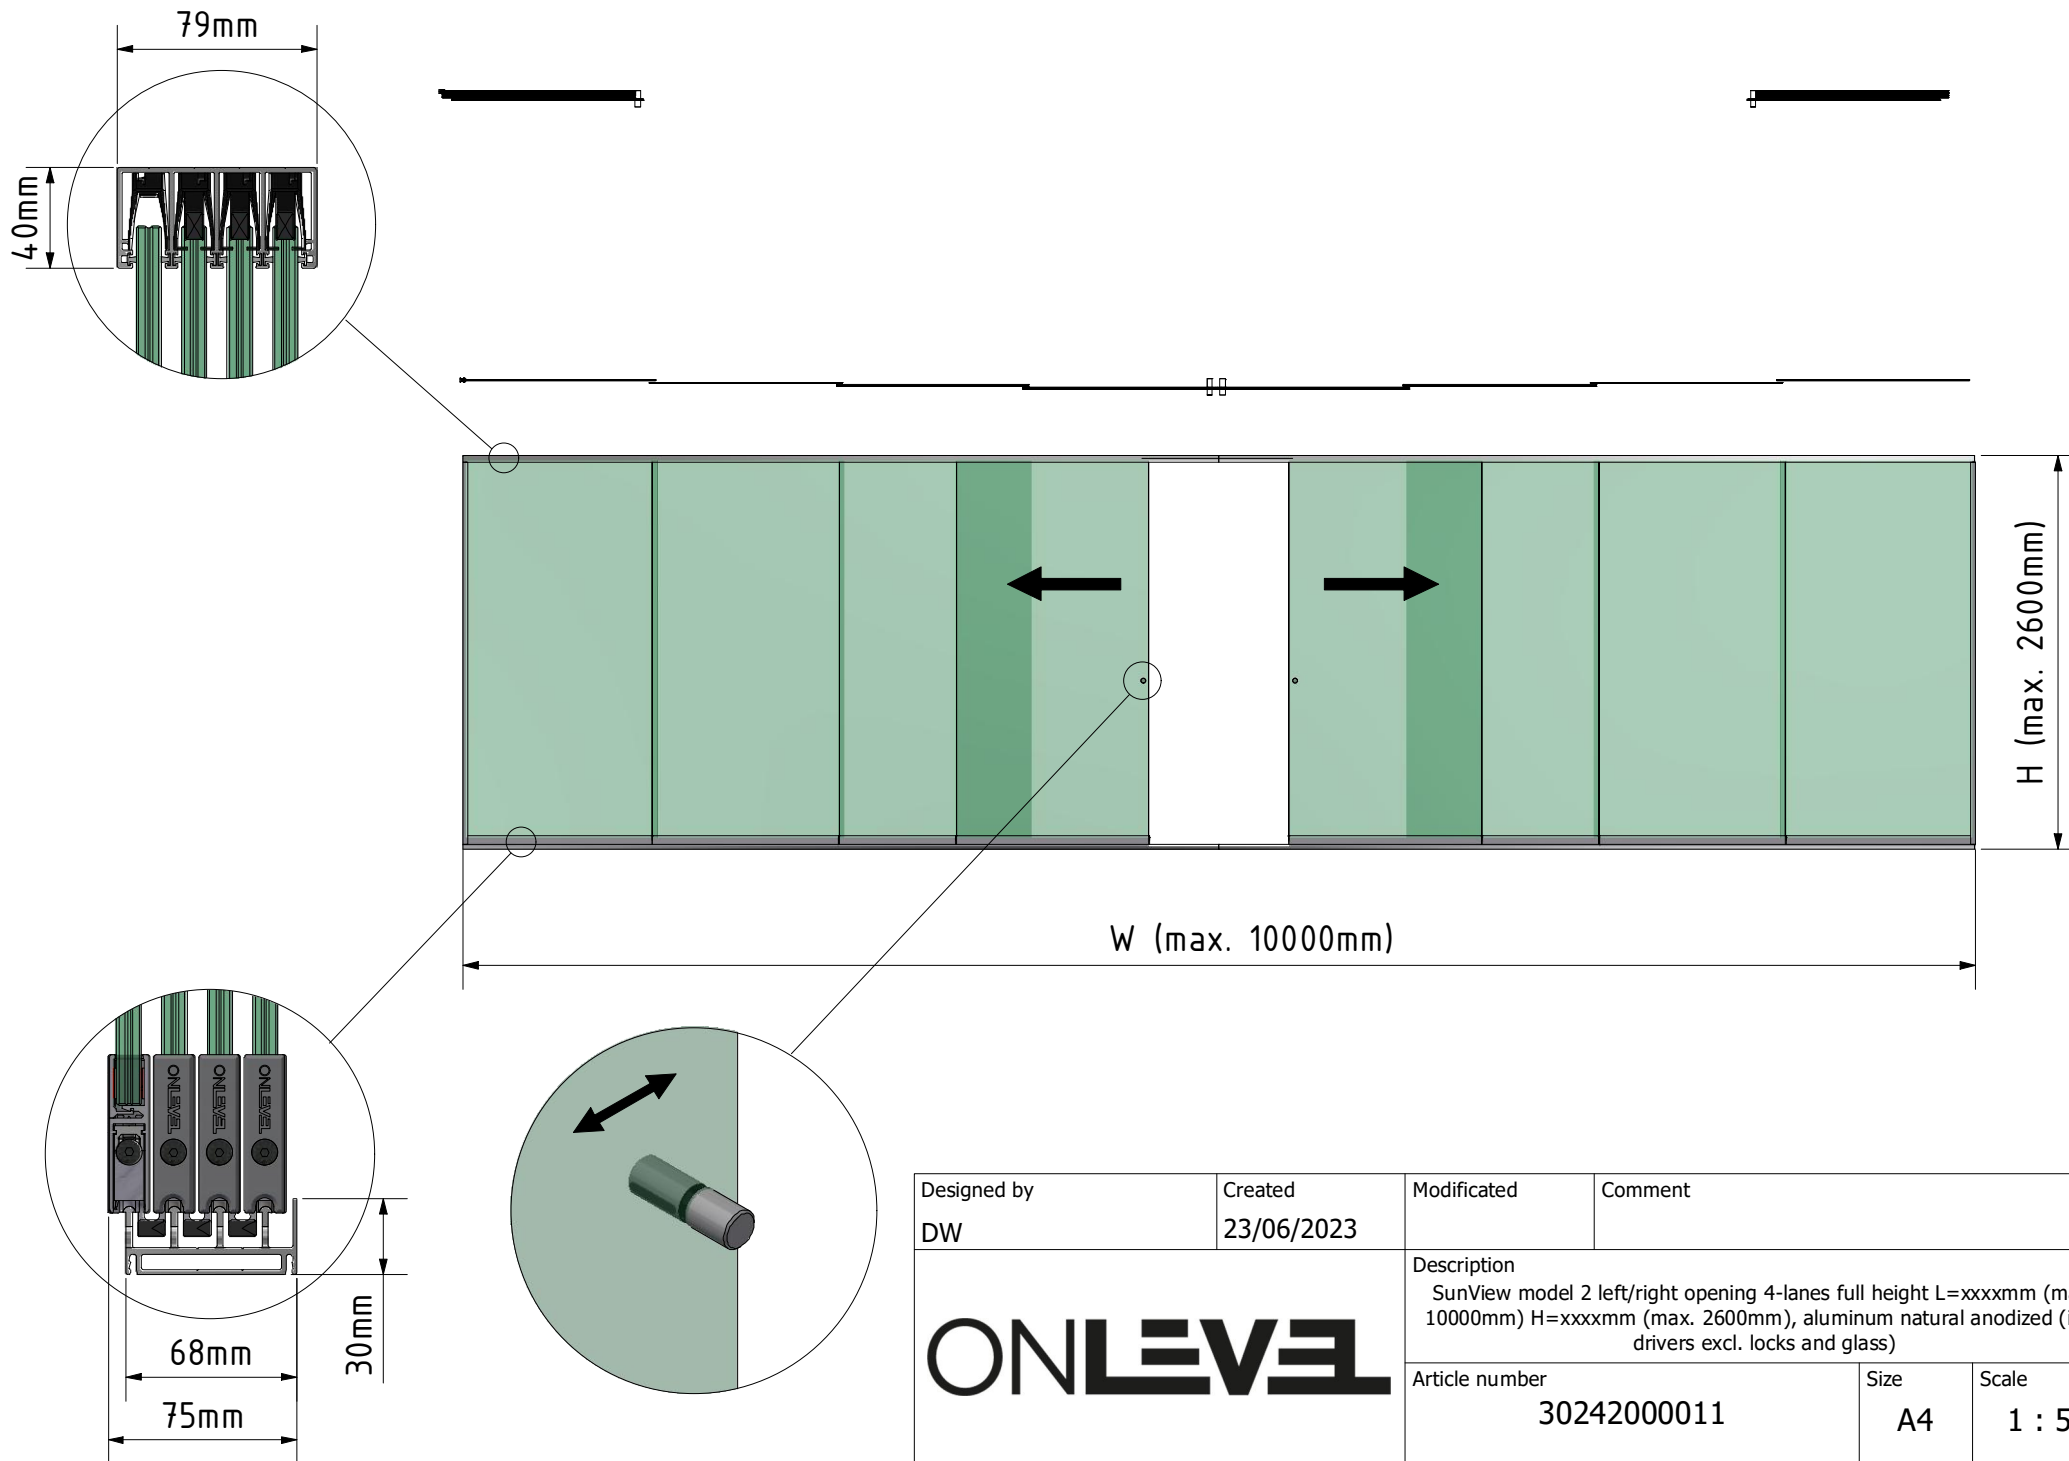 79mm
40mm
H (max. 2600mm)
W (max. 10000mm)
ONLEVEL
ONLEVEL
ONLEVEL
30mm
68mm
75mm
Designed by
DW
Created
23/06/2023
Modificated
Comment
Description
SunView model 2 left/right opening 4-lanes full height L=xxxxmm
10000mm) H=xxxxmm (max. 2600mm), aluminum natural anodized
drivers excl. locks and glass)
ONLEVEL
Article number
30242000011
Size
A4
Scale
1 : 5